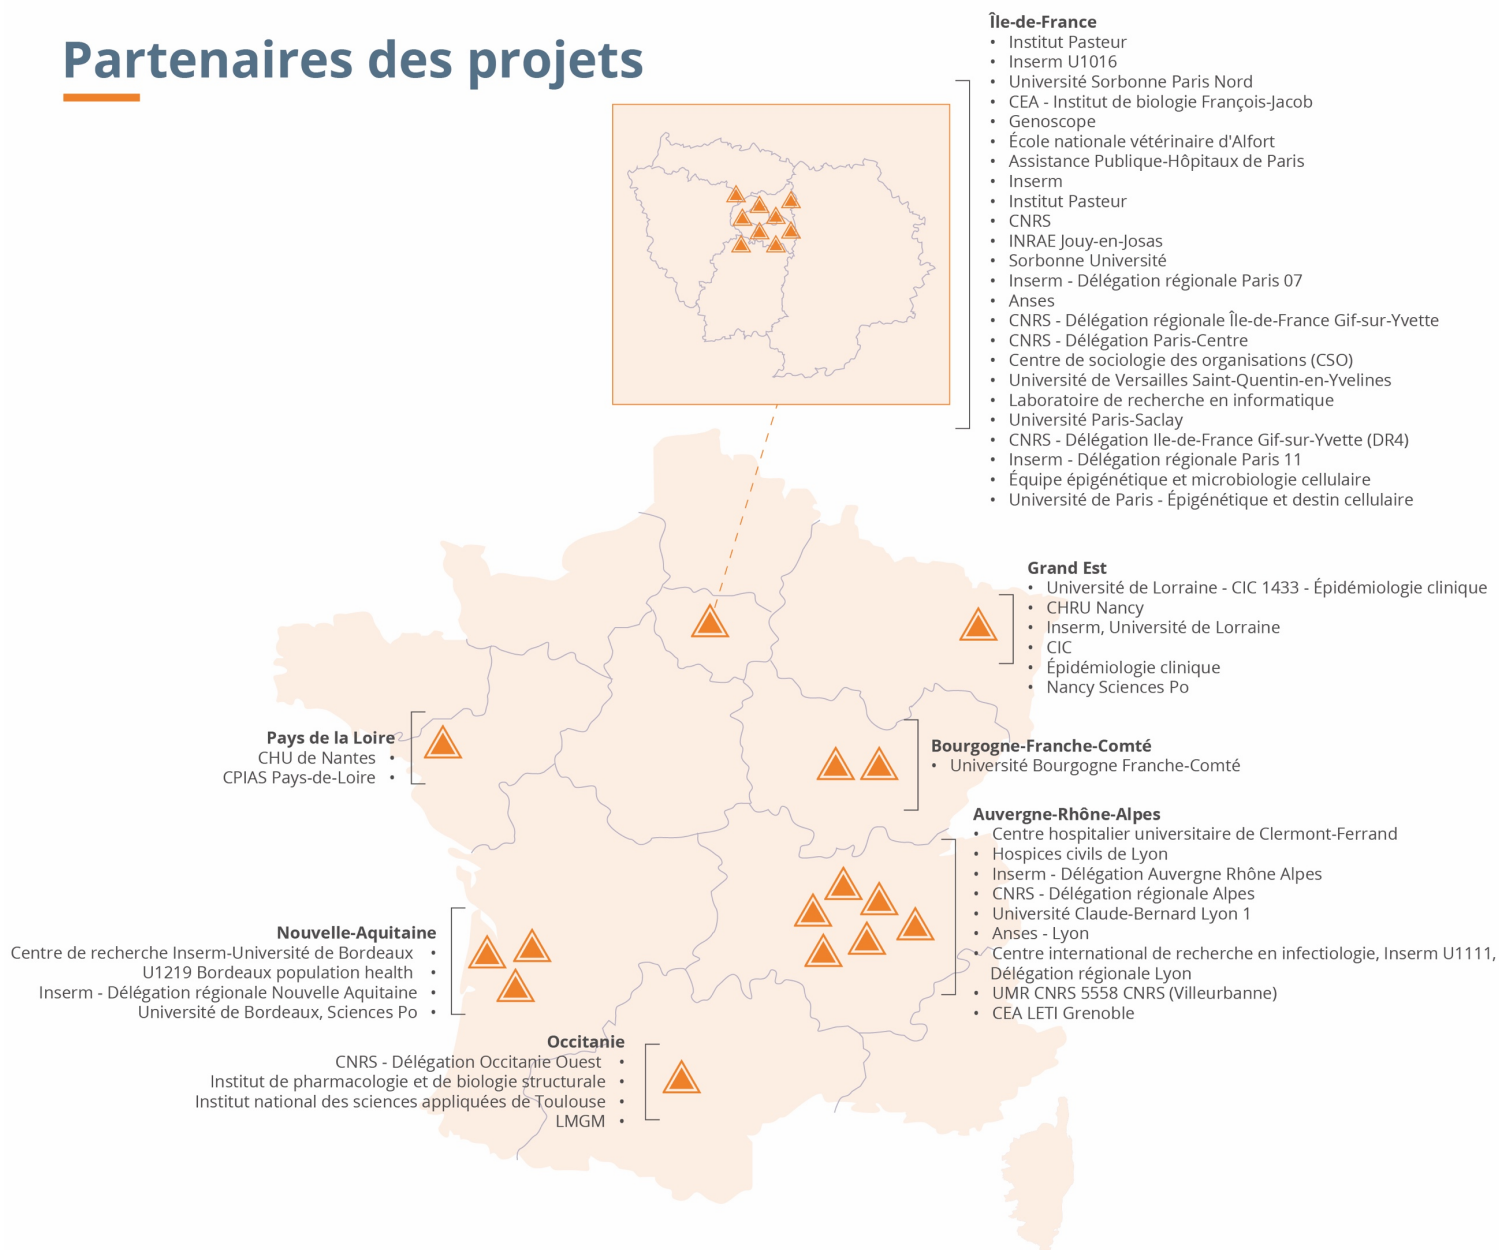 Partenaires des projets
Île-de-France
• Institut Pasteur
• Inserm U1016
• Université Sorbonne Paris Nord
• CEA - Institut de biologie François-Jacob
• Genoscope
• École nationale vétérinaire d'Alfort
• Assistance Publique-Hôpitaux de Paris
• Inserm
• Institut Pasteur
• CNRS
• INRAE Jouy-en-Josas
• Sorbonne Université
• Inserm - Délégation régionale Paris 07
• Anses
• CNRS - Délégation régionale Île-de-France Gif-sur-Yvette
• CNRS - Délégation Paris-Centre
• Centre de sociologie des organisations (CSO)
• Université de Versailles Saint-Quentin-en-Yvelines
• Laboratoire de recherche en informatique
• Université Paris-Saclay
• CNRS - Délégation Ile-de-France Gif-sur-Yvette (DR4)
• Inserm - Délégation régionale Paris 11
• Équipe épigénétique et microbiologie cellulaire
• Université de Paris - Épigénétique et destin cellulaire
Grand Est
• Université de Lorraine - CIC 1433 - Épidémiologie clinique
• CHRU Nancy
• Inserm, Université de Lorraine
• CIC
• Épidémiologie clinique
• Nancy Sciences Po
Pays de la Loire
CHU de Nantes •
CPIAS Pays-de-Loire •
Bourgogne-Franche-Comté
• Université Bourgogne Franche-Comté
Auvergne-Rhône-Alpes
• Centre hospitalier universitaire de Clermont-Ferrand
• Hospices civils de Lyon
• Inserm - Délégation Auvergne Rhône Alpes
• CNRS - Délégation régionale Alpes
• Université Claude-Bernard Lyon 1
• Anses - Lyon
• Centre international de recherche en infectiologie, Inserm U1111,
Délégation régionale Lyon
• UMR CNRS 5558 CNRS (Villeurbanne)
• CEA LETI Grenoble
Nouvelle-Aquitaine
Centre de recherche Inserm-Université de Bordeaux •
U1219 Bordeaux population health •
Inserm - Délégation régionale Nouvelle Aquitaine •
Université de Bordeaux, Sciences Po •
Occitanie
CNRS - Délégation Occitanie Ouest •
Institut de pharmacologie et de biologie structurale •
Institut national des sciences appliquées de Toulouse •
LMGM •